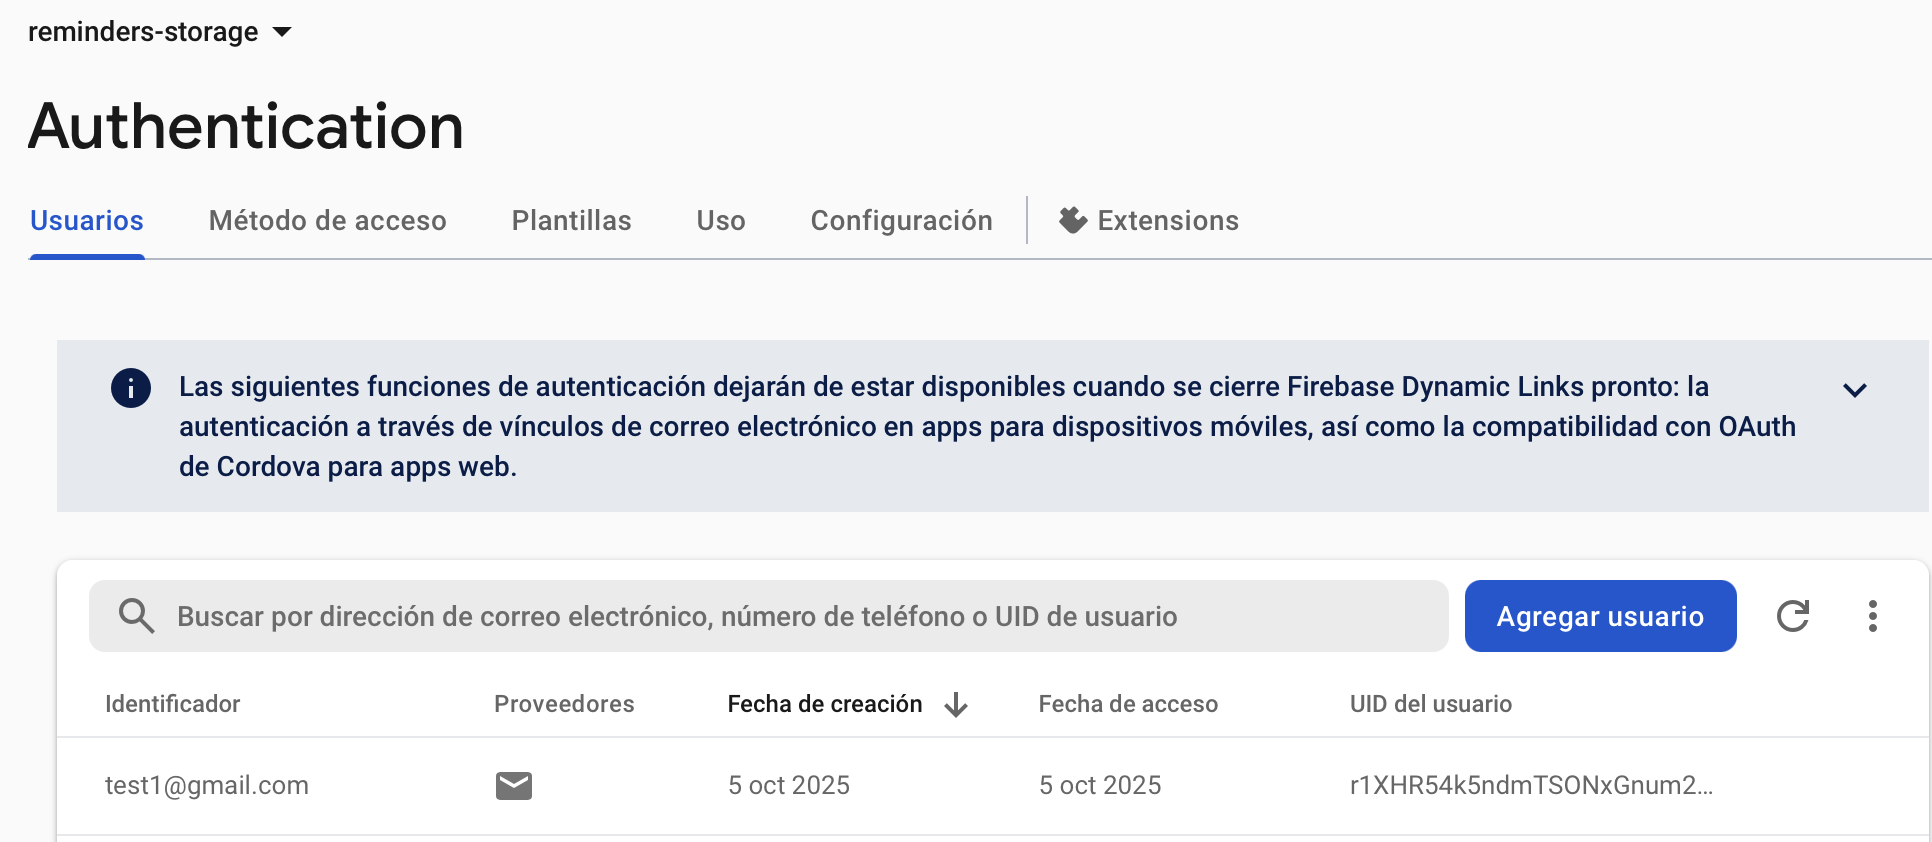 reminders-storage
Authentication
Usuarios Método de acceso Plantillas Uso Configuración Extensions
Las siguientes funciones de autenticación dejarán de estar disponibles cuando se cierre Firebase Dynamic Links pronto: la
autenticación a través de vínculos de correo electrónico en apps para dispositivos móviles, así como la compatibilidad con OAuth
de Cordova para apps web.
Buscar por dirección de correo electrónico, número de teléfono o UID de usuario Agregar usuario
Identificador Proveedores Fecha de creación Fecha de acceso UID del usuario
test1@gmail.com 5 oct 2025 5 oct 2025 r1XHR54k5ndmTSONxGnum2...